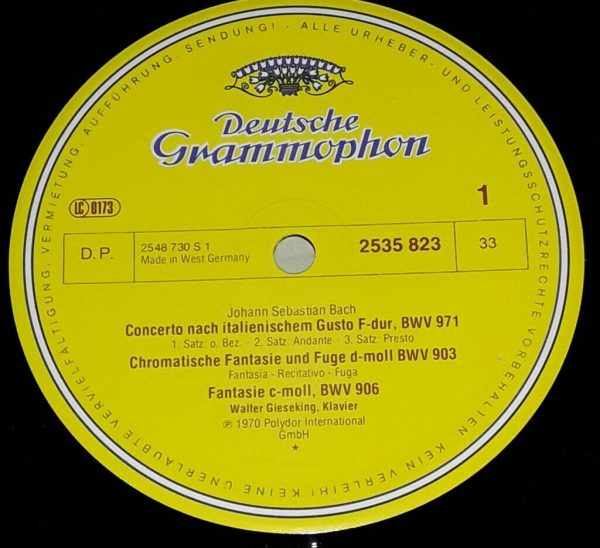 KEINE UNERLAUBTE VERVIELFÄLTIGUNG, VERMIETUNG, AUFFÜHRUNG, SENDUNG! · ALLE URHEBER- UND LEISTUNGSSCHUTZRECHTE VORBEHALTEN · KEIN VERLEIH!
Deutsche
Grammophon
LC 0173
1
D.P.
2548 730 S 1
Made in West Germany
2535 823
33
Johann Sebastian Bach
Concerto nach italienischem Gusto F-dur, BWV 971
1. Satz: o. Bez. · 2. Satz: Andante · 3. Satz: Presto
Chromatische Fantasie und Fuge d-moll BWV 903
Fantasia - Recitativo - Fuga
Fantasie c-moll, BWV 906
Walter Gieseking, Klavier
℗ 1970 Polydor International
GmbH
*